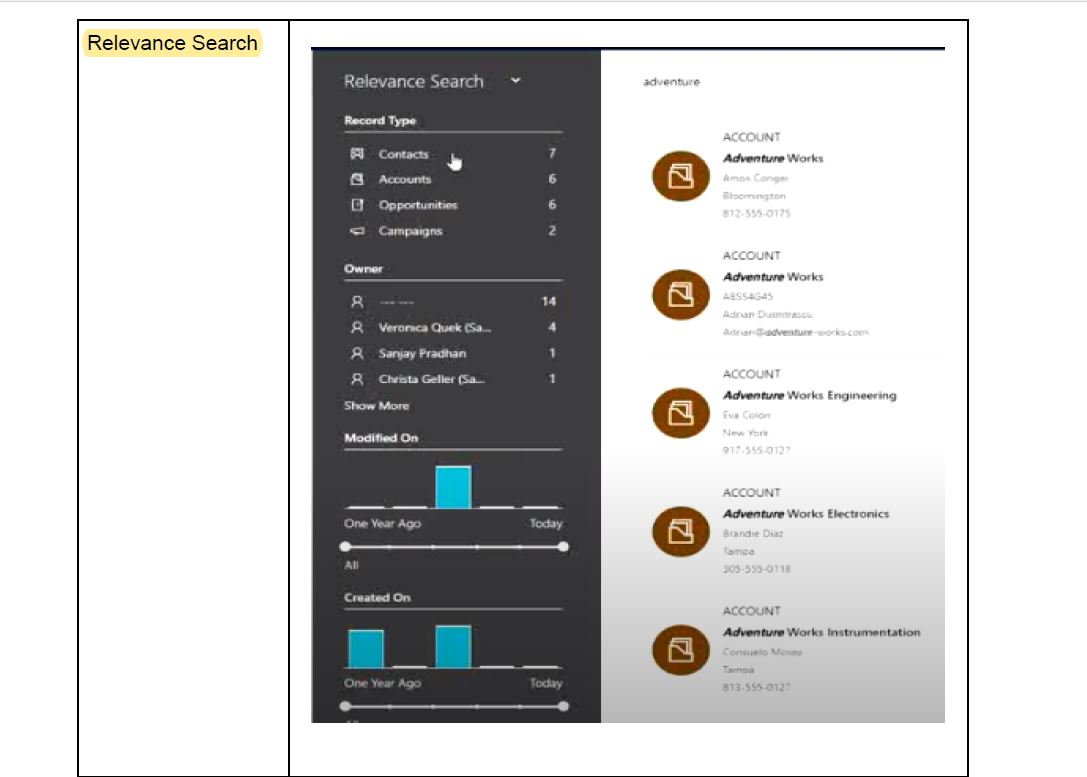 Relevance Search
Relevance Search
Record Type
Contacts 7
Accounts 6
Opportunities 6
Campaigns 2
Owner
--- --- 14
Veronica Quek (Sa... 4
Sanjay Pradhan 1
Christa Geller (Sa... 1
Show More
Modified On
One Year Ago Today
All
Created On
One Year Ago Today
adventure
ACCOUNT
Adventure Works
Amos Conger
Bloomington
812-555-0175
ACCOUNT
Adventure Works
Adrian Dumitrascu
Adrian@adventure-works.com
ACCOUNT
Adventure Works Engineering
Eva Colon
New York
917-555-0127
ACCOUNT
Adventure Works Electronics
Brandie Diaz
Tampa
305-555-0118
ACCOUNT
Adventure Works Instrumentation
Consuelo Moses
Tampa
813-555-0127